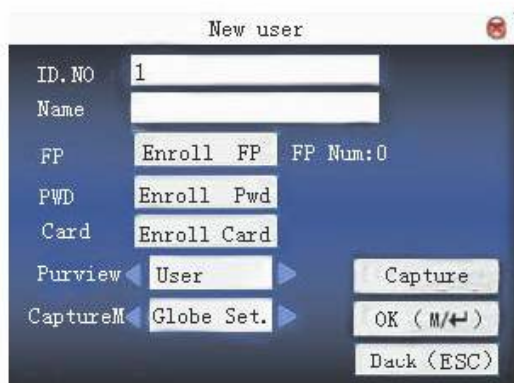 New user
ID.NO 1
Name
FP Enroll FP FP Num:0
PWD Enroll Pwd
Card Enroll Card
Purview User Capture
CaptureM Globe Set. OK (M/↵)
Back (ESC)